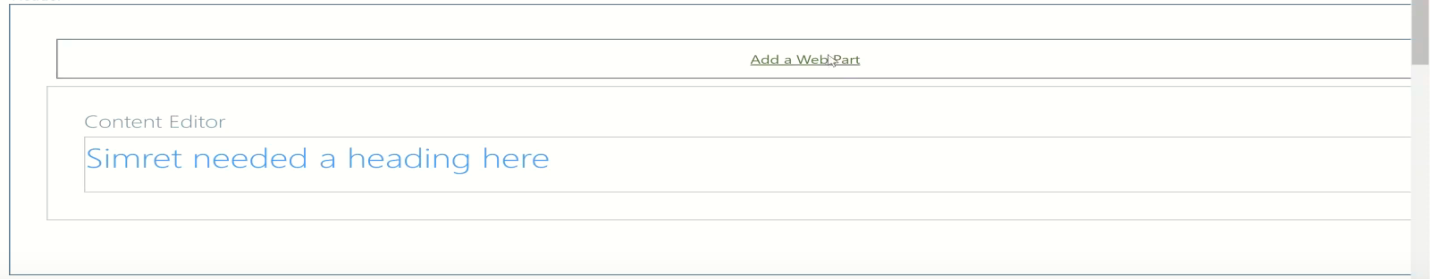 Add a Web Part
Content Editor
Simret needed a heading here